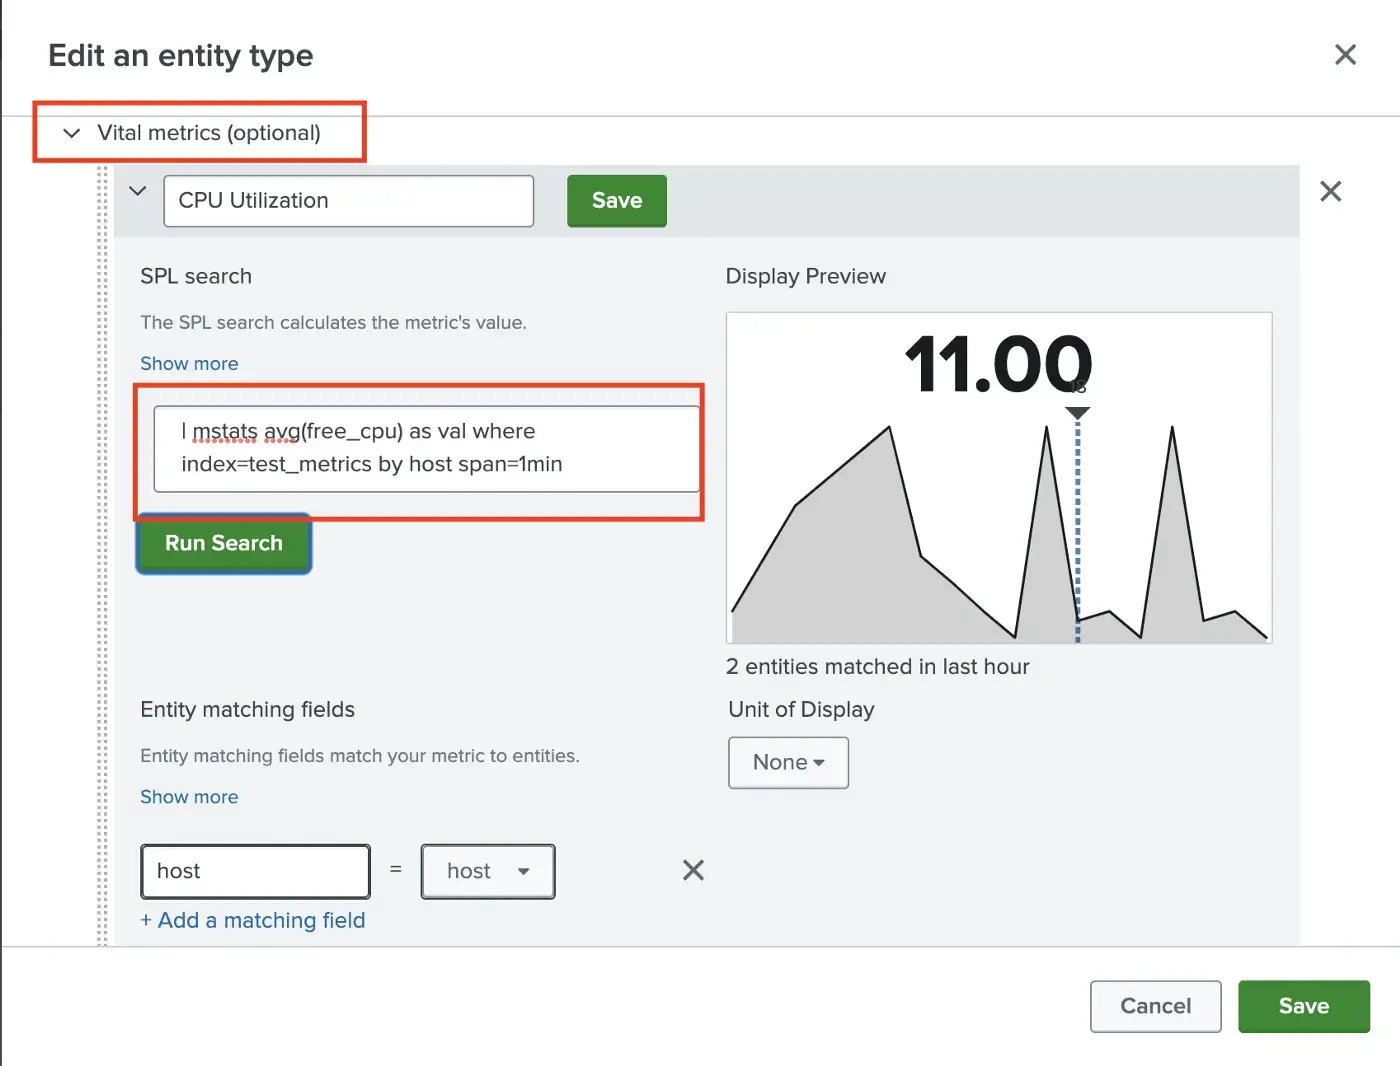 Edit an entity type
Vital metrics (optional)
CPU Utilization
Save
SPL search
The SPL search calculates the metric's value.
Show more
| mstats avg(free_cpu) as val where
index=test_metrics by host span=1min
Run Search
Display Preview
11.00
18
2 entities matched in last hour
Entity matching fields
Entity matching fields match your metric to entities.
Show more
host = host
+ Add a matching field
Unit of Display
None
Cancel
Save